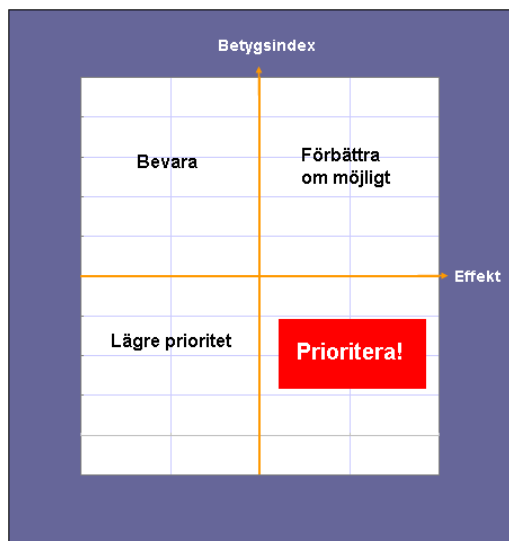 Betygsindex
Bevara
Förbättra
om möjligt
Effekt
Lägre prioritet
Prioritera!